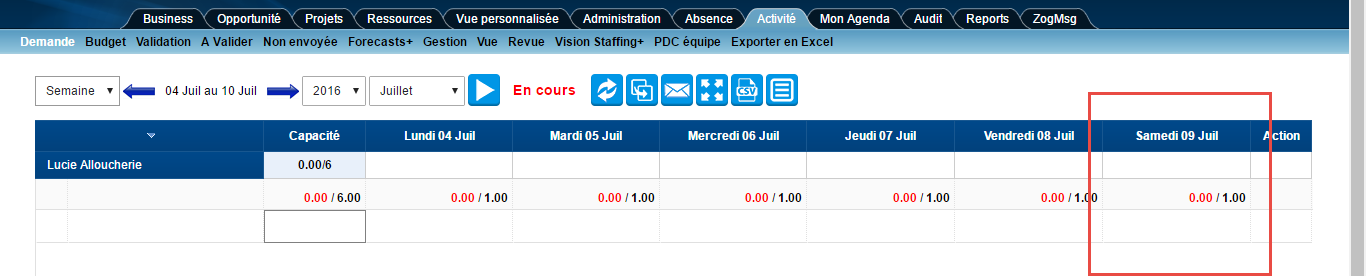 Business Opportunité Projets Ressources Vue personnalisée Administration Absence Activité Mon Agenda Audit Reports ZogMsg
Demande Budget Validation A Valider Non envoyée Forecasts+ Gestion Vue Revue Vision Staffing+ PDC équipe Exporter en Excel
Semaine 04 Juil au 10 Juil 2016 Juillet En cours CSV
Capacité Lundi 04 Juil Mardi 05 Juil Mercredi 06 Juil Jeudi 07 Juil Vendredi 08 Juil Samedi 09 Juil Action
Lucie Alloucherie 0.00/6
0.00 / 6.00 0.00 / 1.00 0.00 / 1.00 0.00 / 1.00 0.00 / 1.00 0.00 / 1.00 0.00 / 1.00